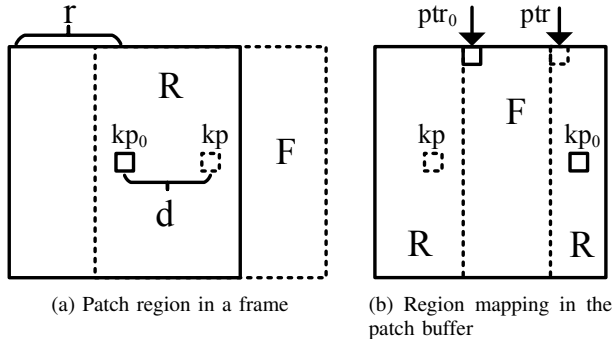 r
R
kp0
kp
F
d
(a) Patch region in a frame
ptr0
ptr
F
kp
kp0
R
R
(b) Region mapping in the
patch buffer